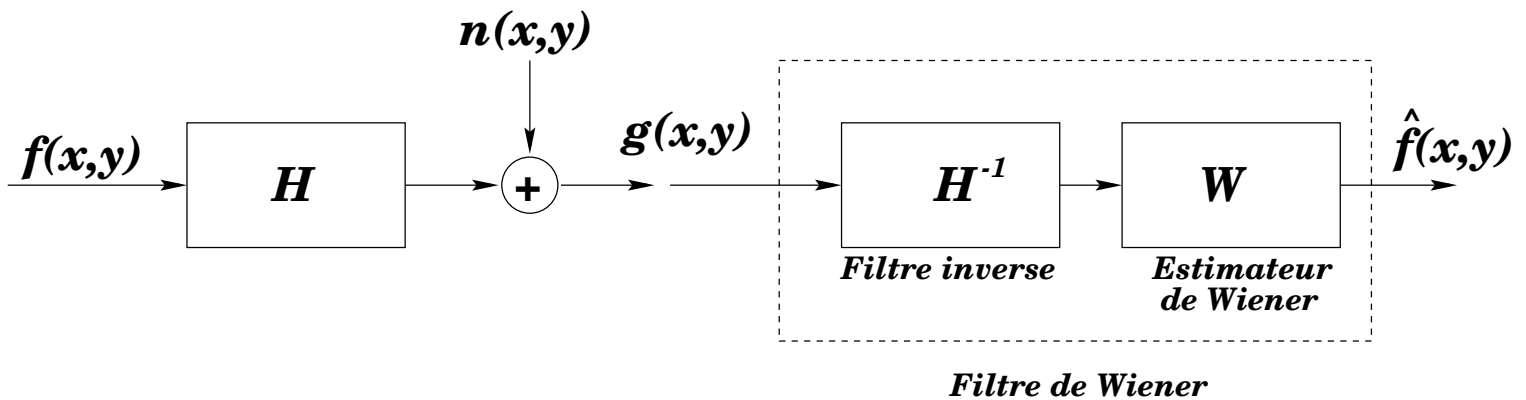 n(x,y)
f(x,y)
H
+
g(x,y)
H⁻¹
W
f̂(x,y)
Filtre inverse
Estimateur
de Wiener
Filtre de Wiener